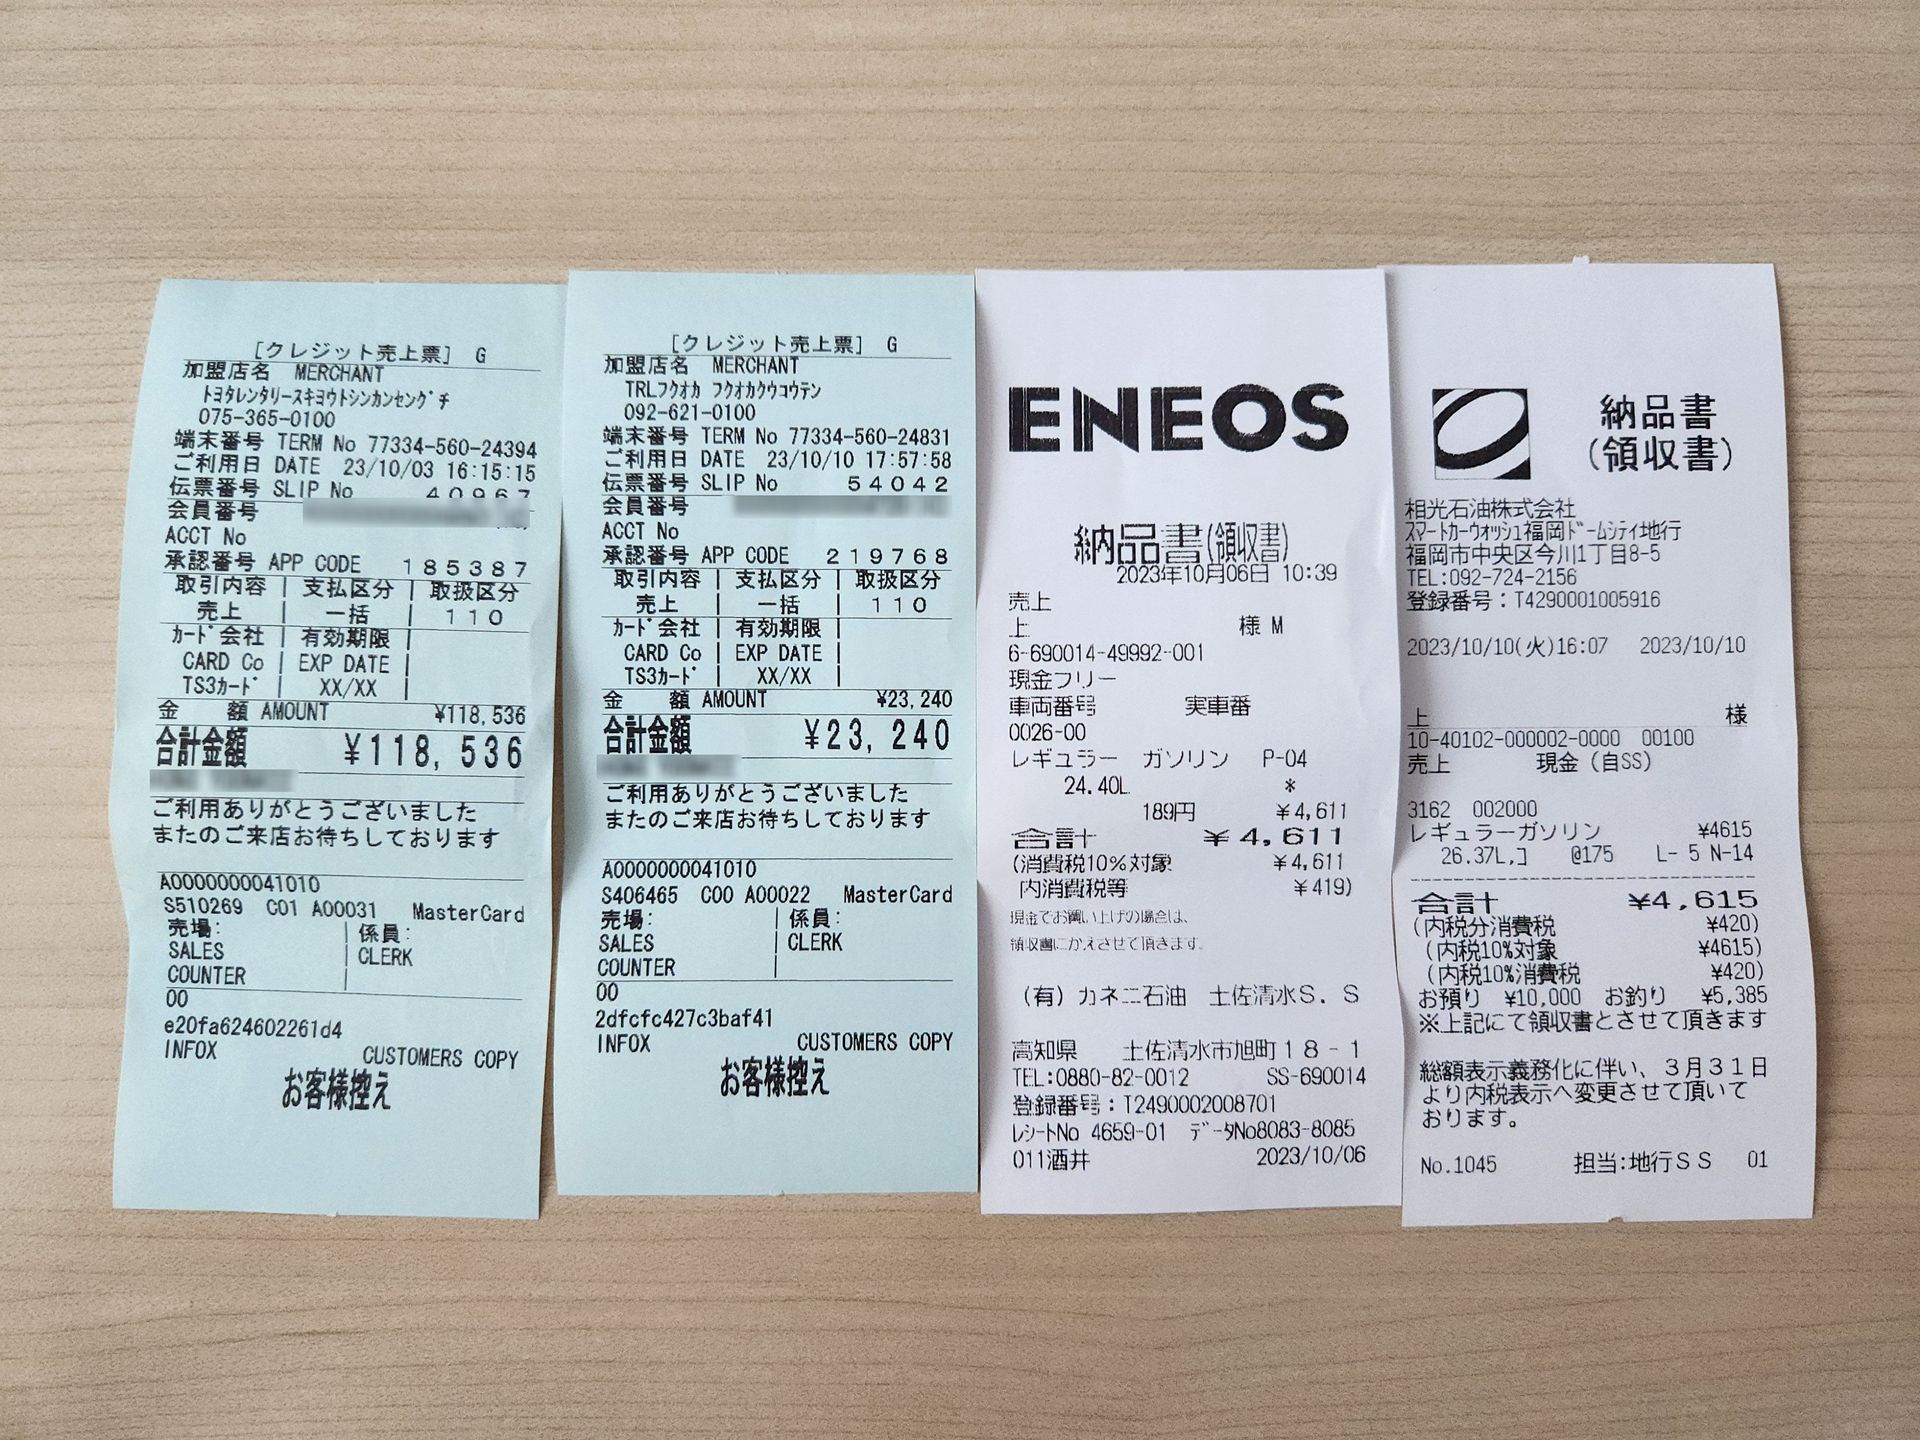 [クレジット売上票] G
加盟店名 MERCHANT
トヨタレンタリースキヨウトシンカンセングチ
075-365-0100
端末番号 TERM No 77334-560-24394
ご利用日 DATE 23/10/03 16:15:15
伝票番号 SLIP No 40967
会員番号
ACCT No
承認番号 APP CODE 185387
取引内容 | 支払区分 | 取扱区分
売上 | 一括 | 110
カード会社 | 有効期限 |
CARD Co | EXP DATE |
TS3カード | XX/XX |
金 額 AMOUNT ¥118,536
合計金額 ¥118,536
ご利用ありがとうございました
またのご来店お待ちしております
A0000000041010
S510269 C01 A00031 MasterCard
売場: | 係員:
SALES | CLERK
COUNTER |
00
e20fa624602261d4
INFOX CUSTOMERS COPY
お客様控え
[クレジット売上票] G
加盟店名 MERCHANT
TRLフクオカ フクオカクウコウテン
092-621-0100
端末番号 TERM No 77334-560-24831
ご利用日 DATE 23/10/10 17:57:58
伝票番号 SLIP No 54042
会員番号
ACCT No
承認番号 APP CODE 219768
取引内容 | 支払区分 | 取扱区分
売上 | 一括 | 110
カード会社 | 有効期限 |
CARD Co | EXP DATE |
TS3カード | XX/XX |
金 額 AMOUNT ¥23,240
合計金額 ¥23,240
ご利用ありがとうございました
またのご来店お待ちしております
A0000000041010
S406465 C00 A00022 MasterCard
売場: | 係員:
SALES | CLERK
COUNTER |
00
2dfcfc427c3baf41
INFOX CUSTOMERS COPY
お客様控え
ENEOS
納品書(領収書)
2023年10月06日 10:39
売上
上 様 M
6-690014-49992-001
現金フリー
車両番号 実車番
0026-00
レギュラー ガソリン P-04
24.40L *
189円 ¥4,611
合計 ¥4,611
(消費税10%対象 ¥4,611
内消費税等 ¥419)
現金でお買い上げの場合は、
領収書にかえさせて頂きます。
(有)カネニ石油 土佐清水S.S
高知県 土佐清水市旭町18-1
TEL:0880-82-0012 SS-690014
登録番号:T2490002008701
レシートNo 4659-01 データNo8083-8085
011酒井 2023/10/06
納品書
(領収書)
相光石油株式会社
スマートカーウォッシュ福岡ドームシティ地行
福岡市中央区今川1丁目8-5
TEL:092-724-2156
登録番号:T4290001005916
2023/10/10(火)16:07 2023/10/10
上 様
10-40102-000002-0000 00100
売上 現金(自SS)
3162 002000
レギュラーガソリン ¥4615
26.37L,コ @175 L- 5 N-14
合計 ¥4,615
(内税分消費税 ¥420)
(内税10%対象 ¥4615)
(内税10%消費税 ¥420)
お預り ¥10,000 お釣り ¥5,385
※上記にて領収書とさせて頂きます
総額表示義務化に伴い、3月31日
より内税表示へ変更させて頂いて
おります。
No.1045 担当:地行SS 01